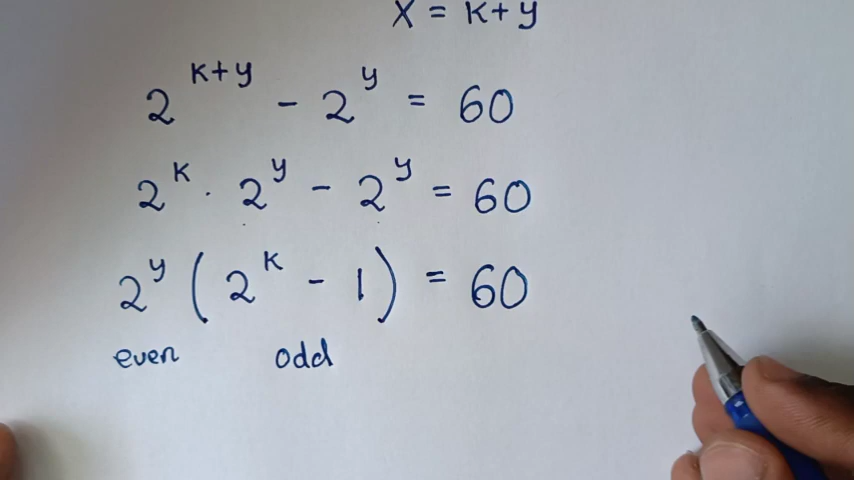 X = K+y
2^{K+y} - 2^y = 60
2^K · 2^y - 2^y = 60
2^y (2^K - 1) = 60
even odd